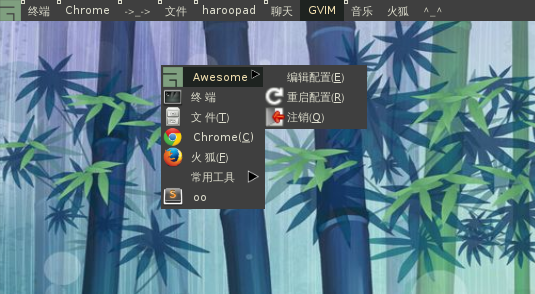 终端 Chrome ->_-> 文件 haroopad 聊天 GVIM 音乐 火狐 ^_^
Awesome
编辑配置(E)
终 端
重启配置(R)
文 件(T)
注销(Q)
Chrome(C)
火 狐(F)
常用工具
oo